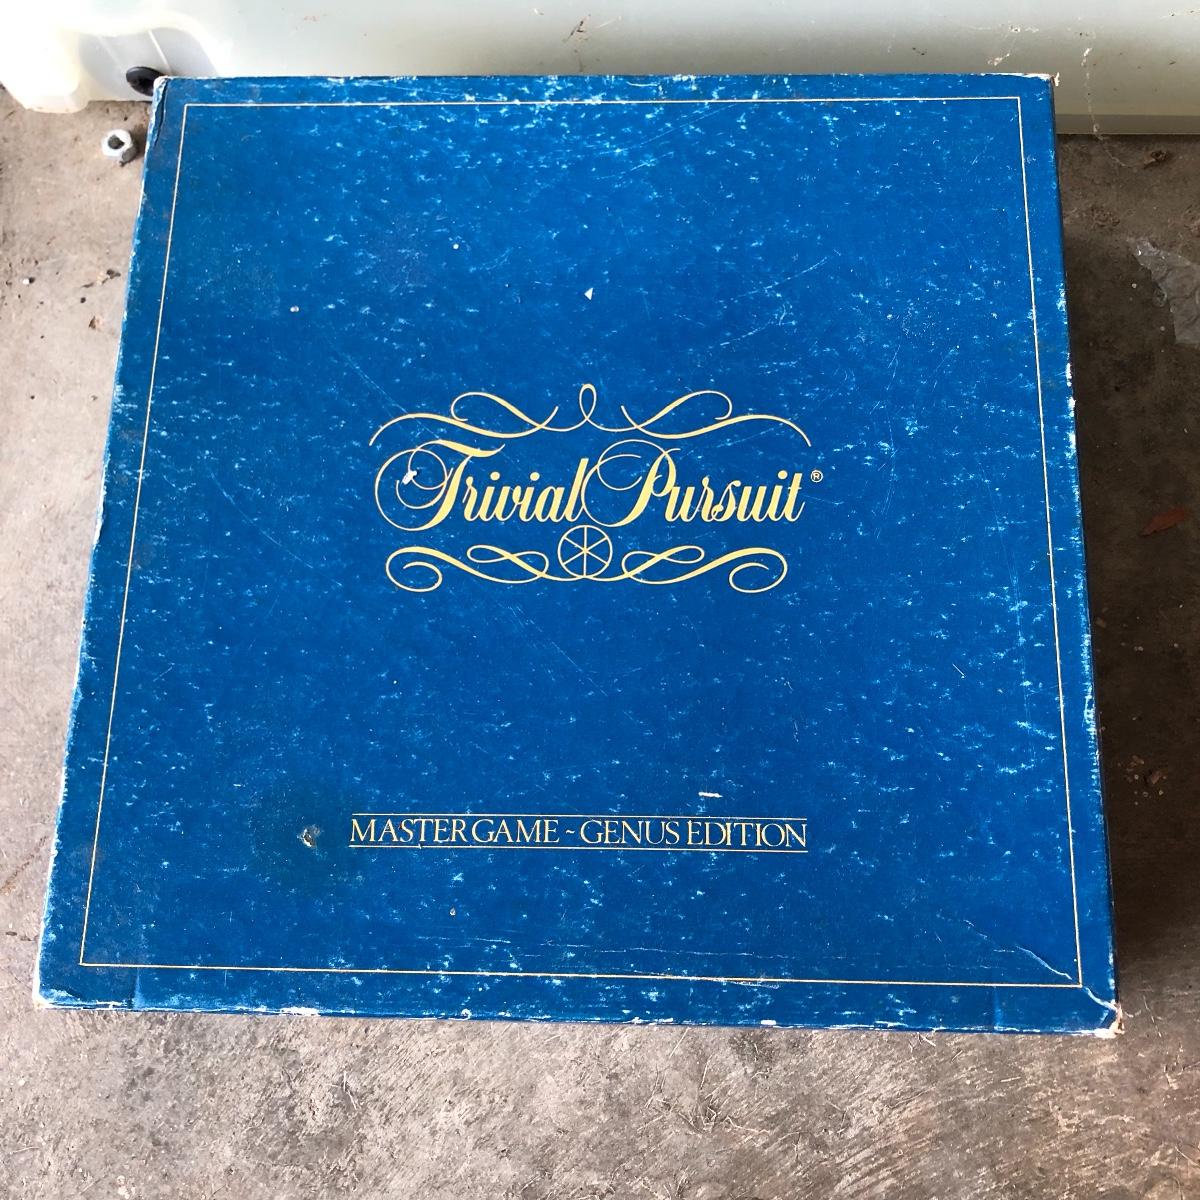 Trivial Pursuit®
MASTER GAME ~ GENUS EDITION